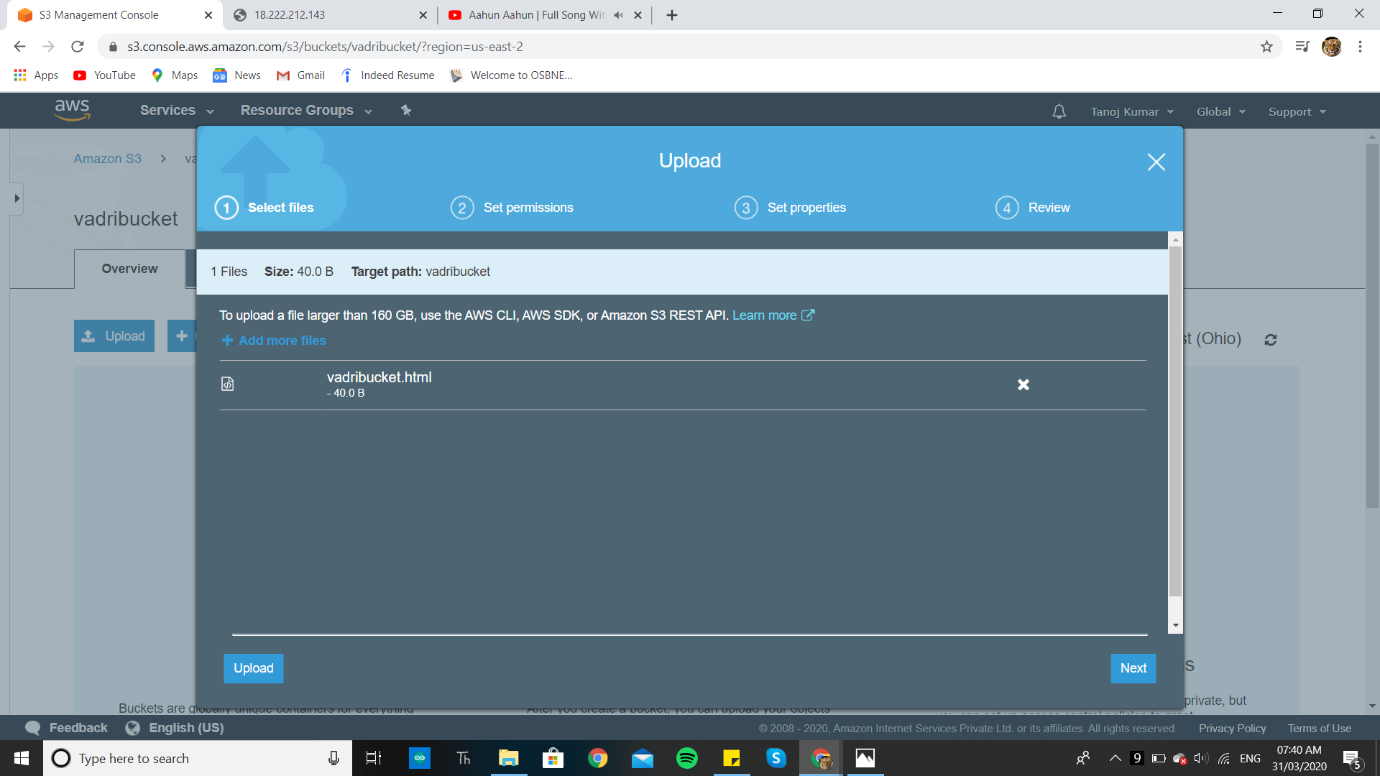 S3 Management Console
18.222.212.143
Aahun Aahun | Full Song Wit
s3.console.aws.amazon.com/s3/buckets/vadribucket/?region=us-east-2
Apps YouTube Maps News Gmail Indeed Resume Welcome to OSBNE...
aws Services Resource Groups Tanoj Kumar Global Support
Amazon S3 > va
Upload
1 Select files 2 Set permissions 3 Set properties 4 Review
vadribucket
Overview
1 Files Size: 40.0 B Target path: vadribucket
To upload a file larger than 160 GB, use the AWS CLI, AWS SDK, or Amazon S3 REST API. Learn more
Upload
+ Add more files
st (Ohio)
vadribucket.html
- 40.0 B
Upload Next
s
Buckets are globally unique containers for everything
After you create a bucket, you can upload your objects
private, but
Feedback English (US) © 2008 - 2020, Amazon Internet Services Private Ltd. or its affiliates. All rights reserved. Privacy Policy Terms of Use
Type here to search Th 9 ENG 07:40 AM
31/03/2020 5